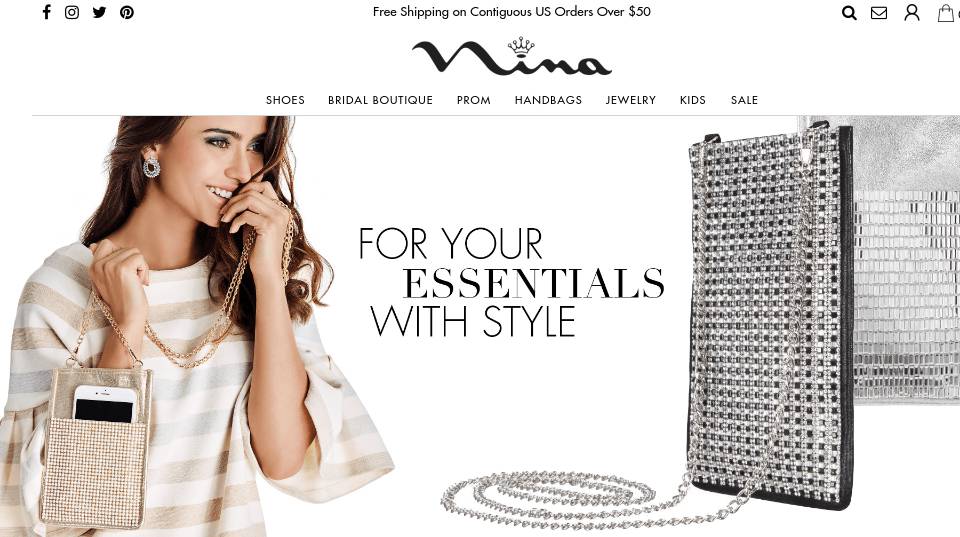 Free Shipping on Contiguous US Orders Over $50
Nina
SHOES BRIDAL BOUTIQUE PROM HANDBAGS JEWELRY KIDS SALE
FOR YOUR
ESSENTIALS
WITH STYLE